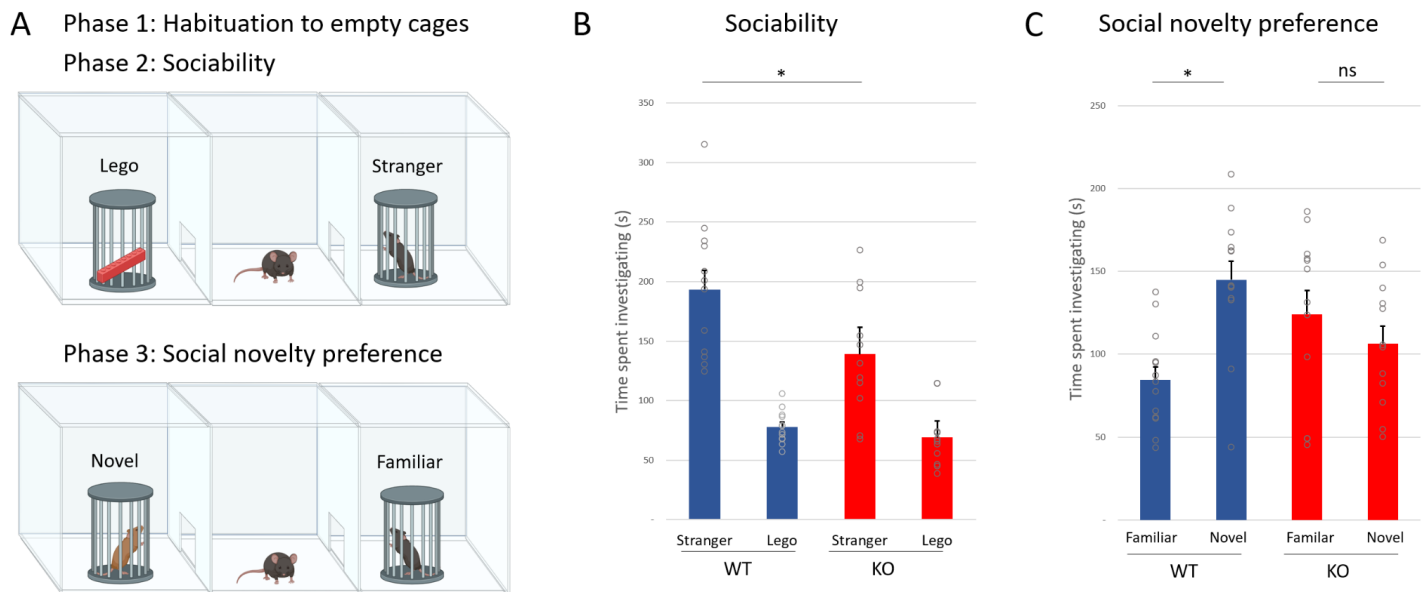 A
Phase 1: Habituation to empty cages
Phase 2: Sociability
Lego
Stranger
Phase 3: Social novelty preference
Novel
Familiar
B
Sociability
*
350
300
250
200
150
100
50
-
Time spent investigating (s)
Stranger Lego Stranger Lego
WT KO
C
Social novelty preference
* ns
250
200
150
100
50
-
Time spent investigating (s)
Familiar Novel Familar Novel
WT KO